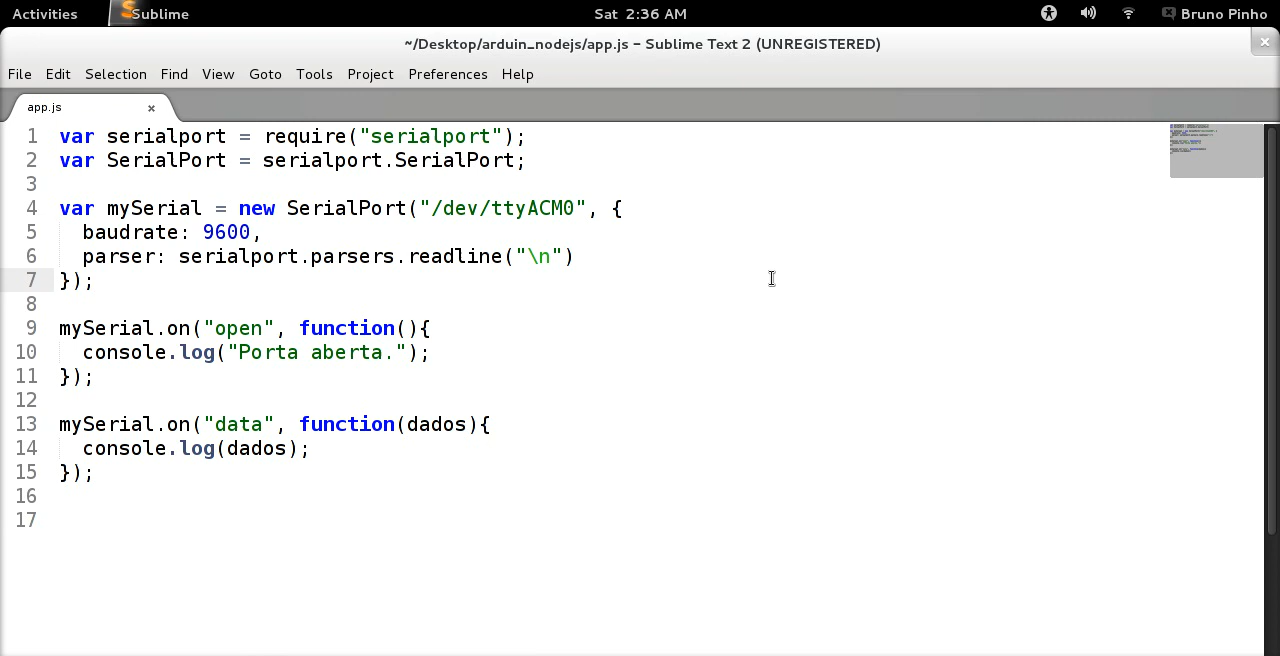 Activities Sublime Sat 2:36 AM Bruno Pinho
~/Desktop/arduin_nodejs/app.js - Sublime Text 2 (UNREGISTERED)
File Edit Selection Find View Goto Tools Project Preferences Help
app.js
1 var serialport = require("serialport");
2 var SerialPort = serialport.SerialPort;
3
4 var mySerial = new SerialPort("/dev/ttyACM0", {
5 baudrate: 9600,
6 parser: serialport.parsers.readline("\n")
7 });
8
9 mySerial.on("open", function(){
10 console.log("Porta aberta.");
11 });
12
13 mySerial.on("data", function(dados){
14 console.log(dados);
15 });
16
17